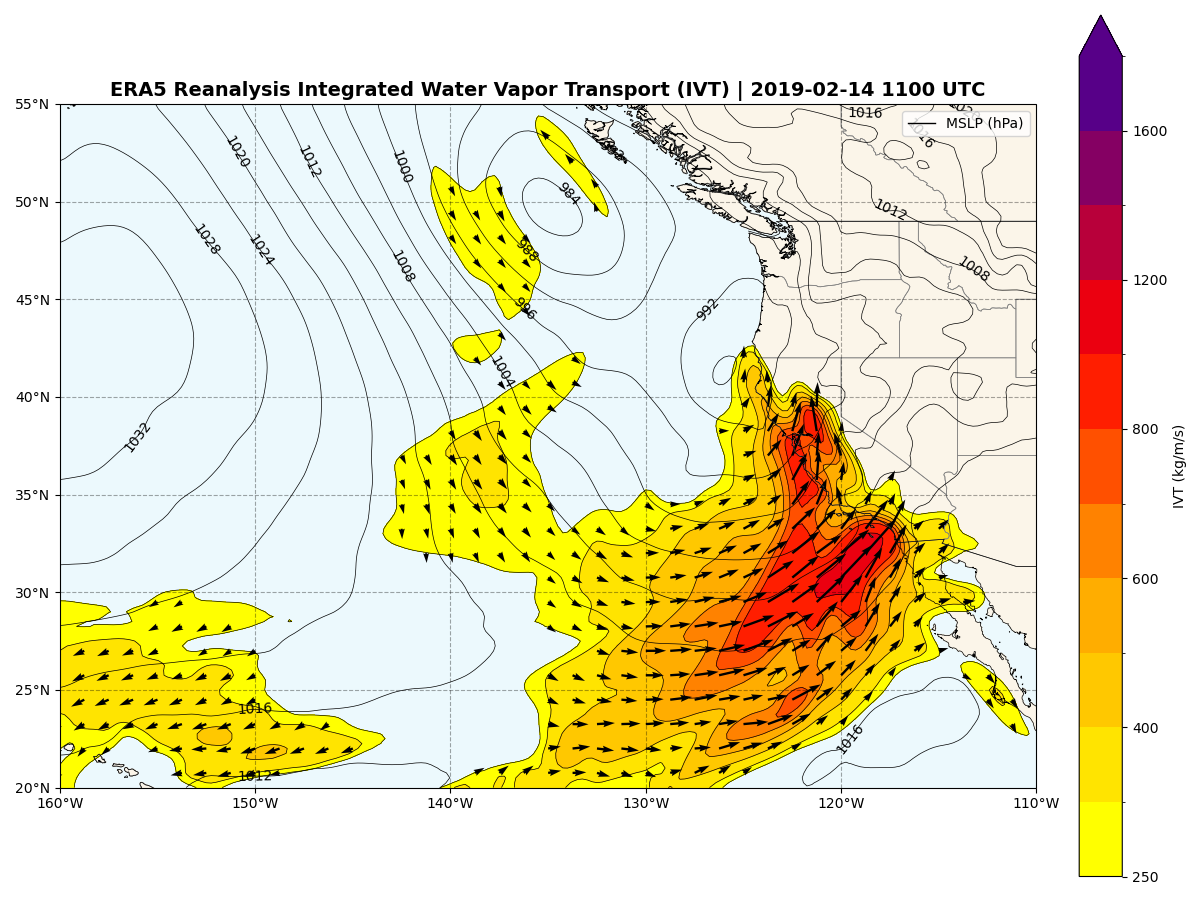 ERA5 Reanalysis Integrated Water Vapor Transport (IVT) | 2019-02-14 1100 UTC
MSLP (hPa)
55°N
50°N
45°N
40°N
35°N
30°N
25°N
20°N
160°W
150°W
140°W
130°W
120°W
110°W
1020
1012
1000
984
1016
1016
1012
1008
1028
1024
1008
988
996
992
1004
1032
1016
1012
1016
1600
1200
800
600
400
250
IVT (kg/m/s)